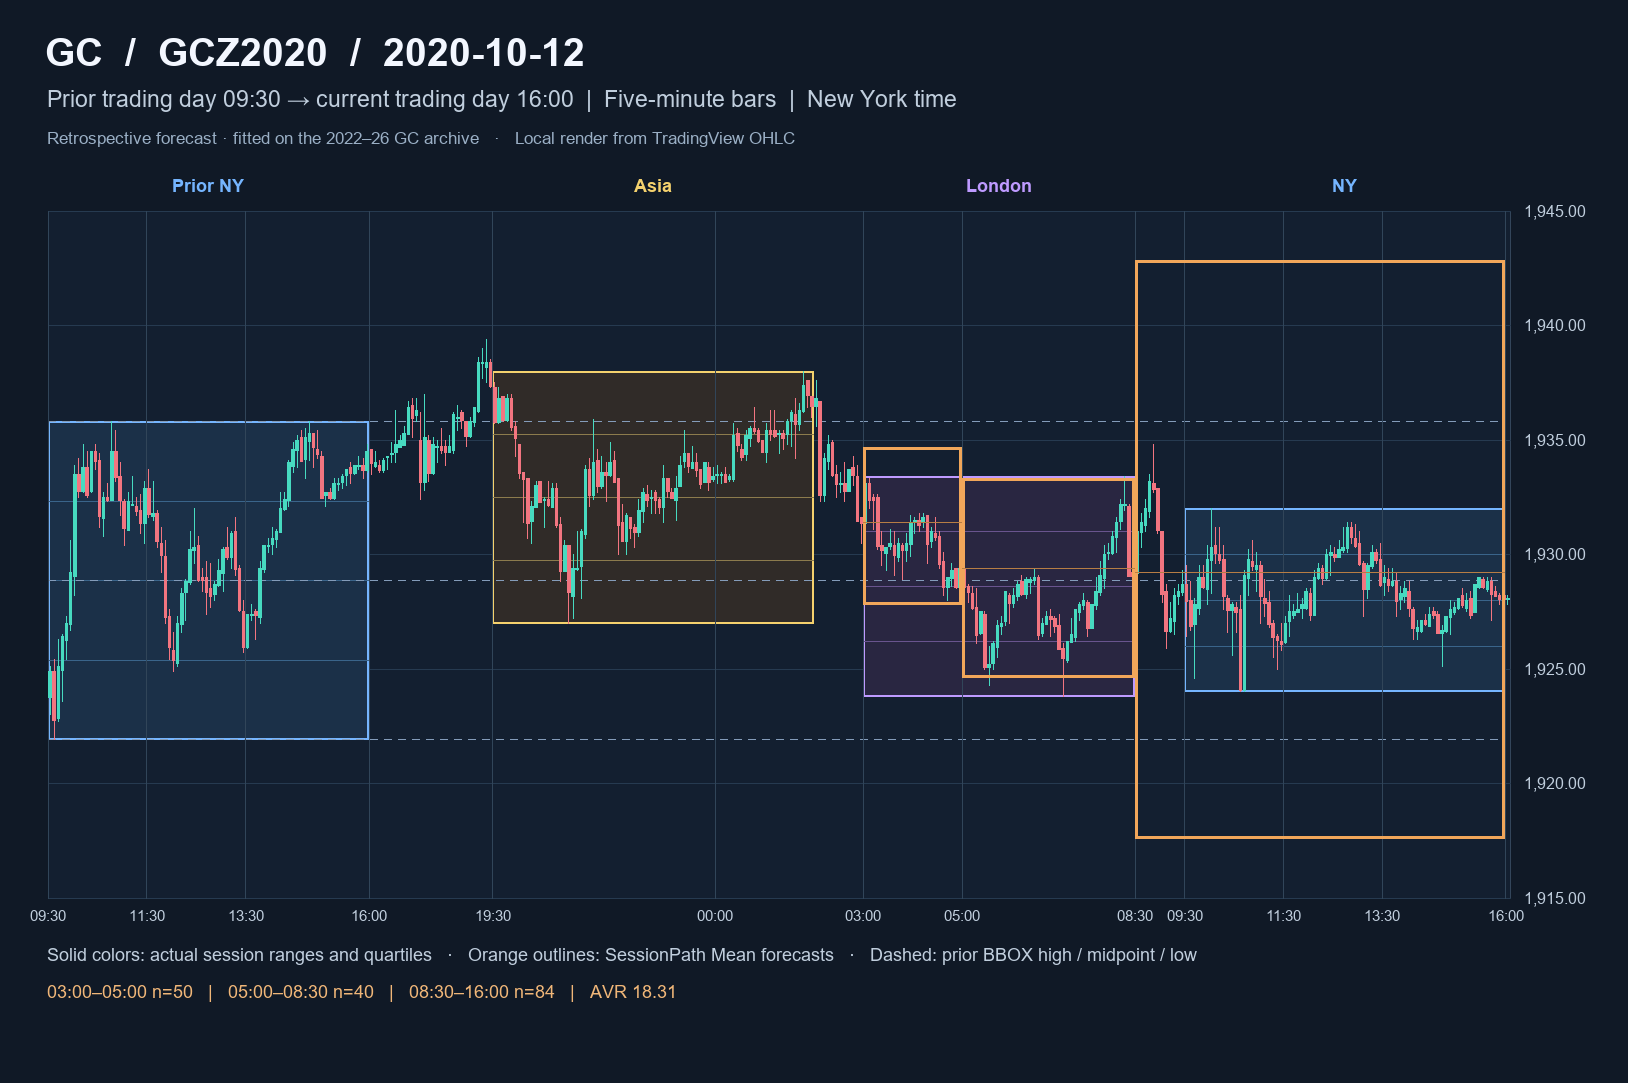 GC / GCZ2020 / 2020-10-12
Prior trading day 09:30 → current trading day 16:00 | Five-minute bars | New York time
Retrospective forecast · fitted on the 2022–26 GC archive · Local render from TradingView OHLC
Prior NY Asia London NY
1,945.00
1,940.00
1,935.00
1,930.00
1,925.00
1,920.00
1,915.00
09:30 11:30 13:30 16:00 19:30 00:00 03:00 05:00 08:30 09:30 11:30 13:30 16:00
Solid colors: actual session ranges and quartiles · Orange outlines: SessionPath Mean forecasts · Dashed: prior BBOX high / midpoint / low
03:00–05:00 n=50 | 05:00–08:30 n=40 | 08:30–16:00 n=84 | AVR 18.31